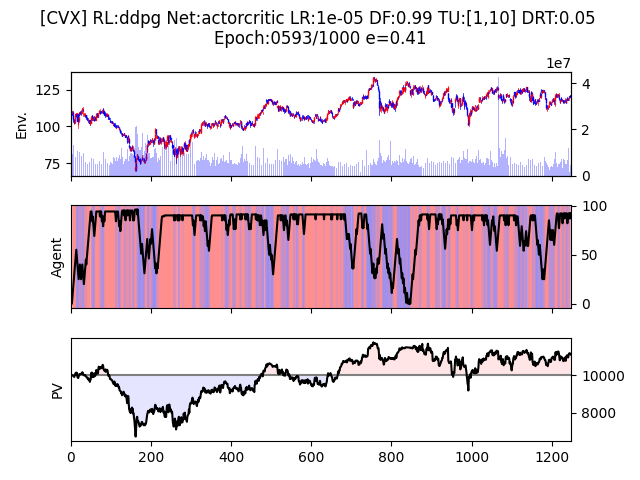 [CVX] RL:ddpg Net:actorcritic LR:1e-05 DF:0.99 TU:[1,10] DRT:0.05
Epoch:0593/1000 e=0.41
1e7
Env.
125
100
75
4
2
0
Agent
100
50
0
PV
10000
8000
0 200 400 600 800 1000 1200